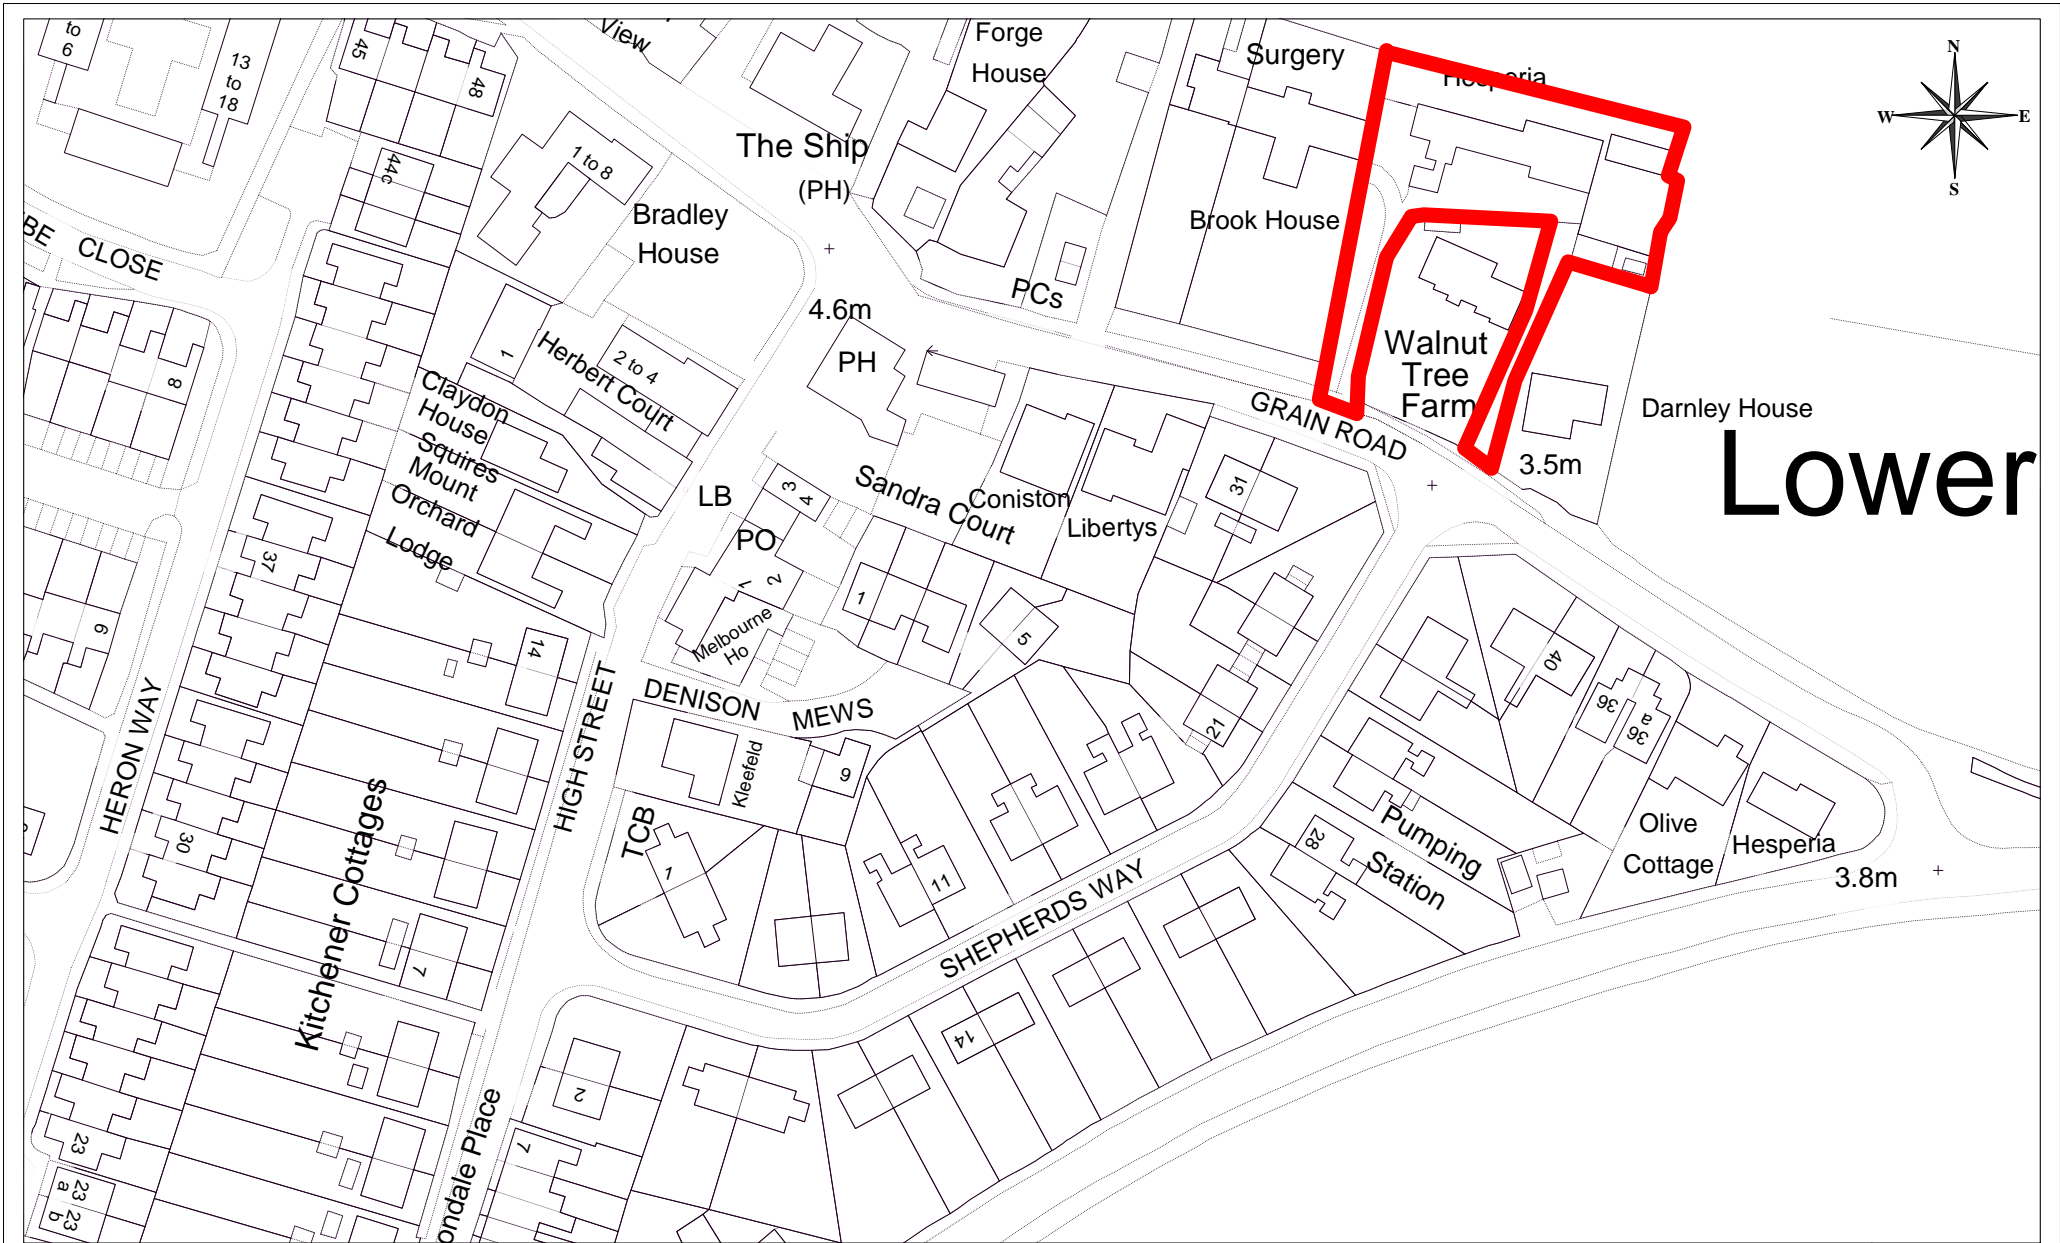 to
6
13
to
18
45
48
View
Forge
House
Surgery
Hesperia
N
W
E
S
The Ship
(PH)
1 to 8
44c
Bradley
House
Brook House
BE CLOSE
PCs
4.6m
PH
1
Herbert Court
2 to 4
8
Claydon
House
Squires
Mount
Orchard
Lodge
Walnut
Tree
Farm
GRAIN ROAD
Darnley House
Lower
3.5m
LB
3
4
Sandra Court
Coniston
Libertys
31
PO
1
2
37
6
1
5
Melbourne
Ho
14
DENISON MEWS
HIGH STREET
HERON WAY
Kleefeld
9
21
40
36
36
a
TCB
1
11
30
Kitchener Cottages
7
SHEPHERDS WAY
28
Pumping
Station
Olive
Cottage
Hesperia
3.8m
14
2
7
ondale Place
23
23
a
23
b